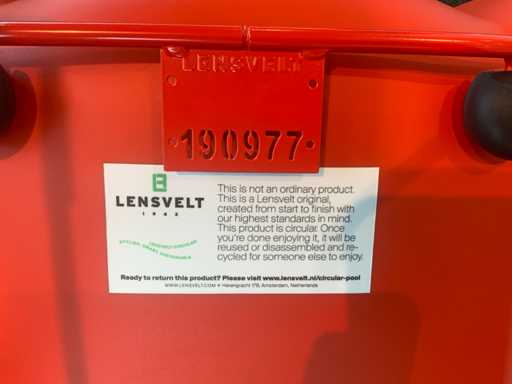 LENSVELT
190977
LENSVELT
1962
This is not an ordinary product.
This is a Lensvelt original,
created from start to finish with
our highest standards in mind.
This product is circular. Once
you're done enjoying it, it will be
reused or disassembled and re-
cycled for someone else to enjoy.
LENSVELT CIRCULAR
Ready to return this product? Please visit www.lensvelt.nl/circular-pool
WWW.LENSVELT.COM • Herengracht 178, Amsterdam, Netherlands